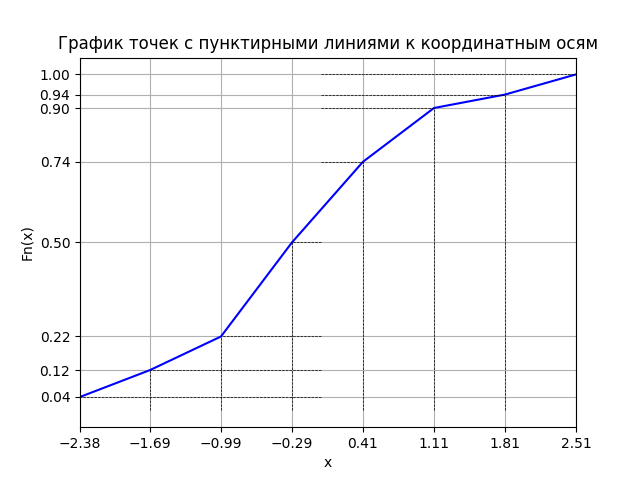 График точек с пунктирными линиями к координатным осям
1.00
0.94
0.90
0.74
0.50
0.22
0.12
0.04
Fn(x)
−2.38 −1.69 −0.99 −0.29 0.41 1.11 1.81 2.51
x